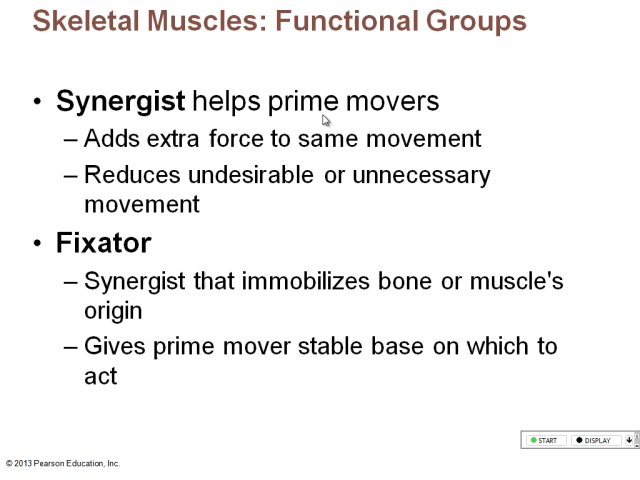 Skeletal Muscles: Functional Groups
• Synergist helps prime movers
– Adds extra force to same movement
– Reduces undesirable or unnecessary
movement
• Fixator
– Synergist that immobilizes bone or muscle's
origin
– Gives prime mover stable base on which to
act
START DISPLAY
© 2013 Pearson Education, Inc.